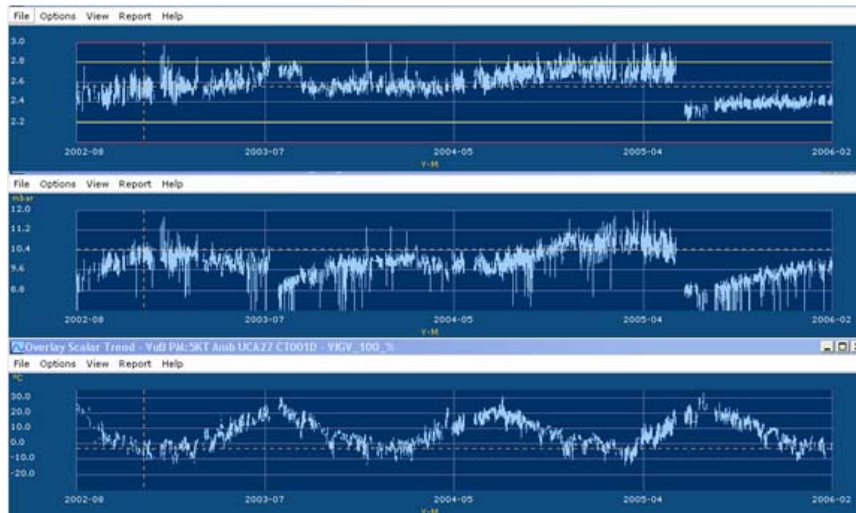 File Options View Report Help
3.0
2.8
2.6
2.4
2.2
2002-08 2003-07 2004-05 2005-04 2006-02
Y-M
File Options View Report Help
mbar
12.0
11.2
10.4
9.6
8.8
2002-08 2003-07 2004-05 2005-04 2006-02
Y-M
Overlay Scalar Trend - VIGV_100_%
File Options View Report Help
°C
30.0
20.0
10.0
0.0
-10.0
-20.0
2002-08 2003-07 2004-05 2005-04 2006-02
Y-M